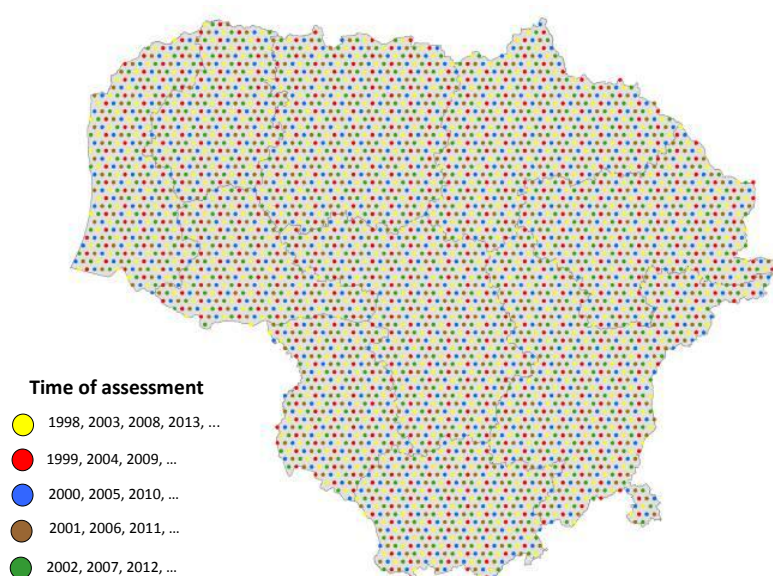 Time of assessment
1998, 2003, 2008, 2013, ...
1999, 2004, 2009, ...
2000, 2005, 2010, ...
2001, 2006, 2011, ...
2002, 2007, 2012, ...